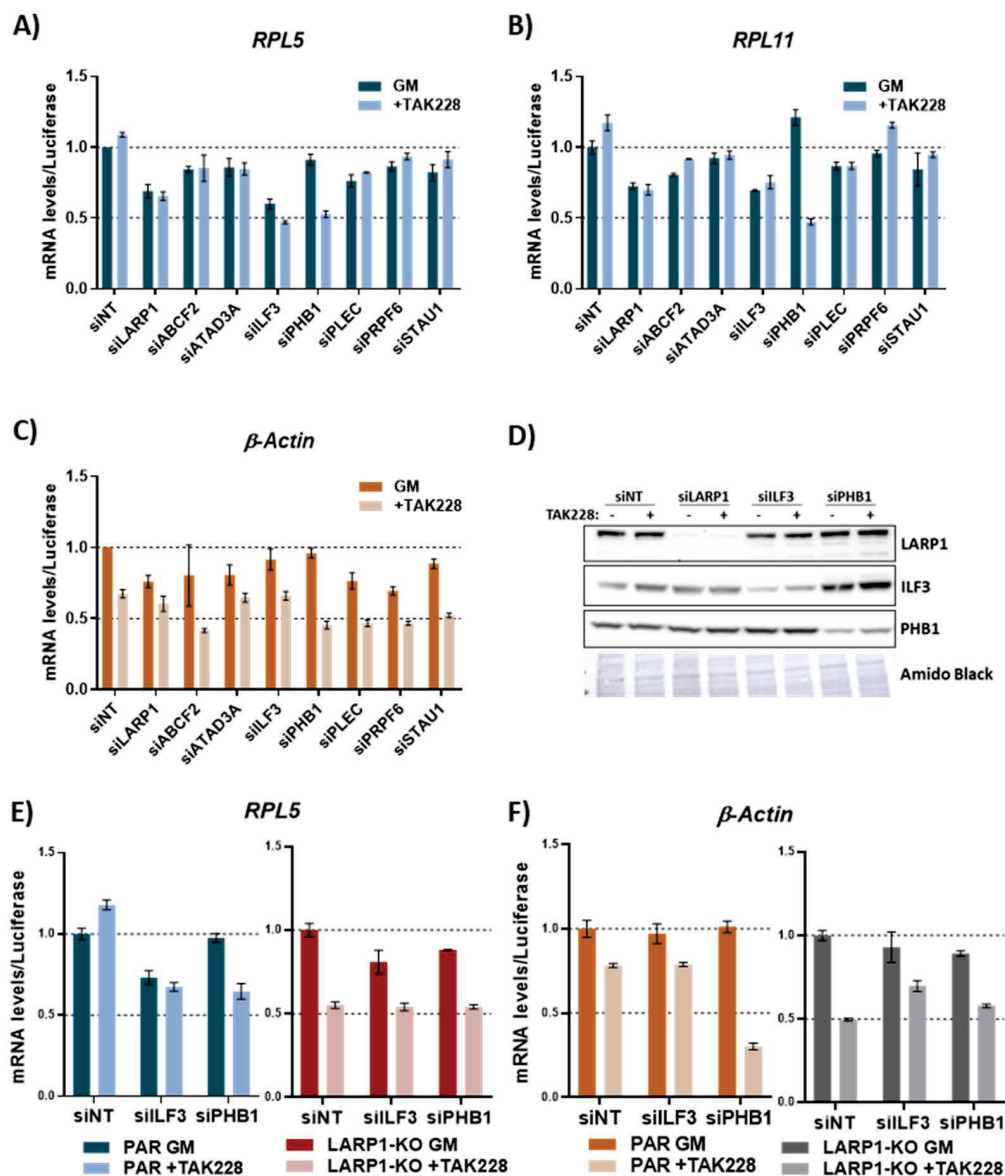 A)
RPL5
mRNA levels/Luciferase
1.5
1.0
0.5
0.0
GM
+TAK228
siNT
siLARP1
siABCF2
siATAD3A
siILF3
siPHB1
siPLEC
siPRPF6
siSTAU1
B)
RPL11
mRNA levels/Luciferase
1.5
1.0
0.5
0.0
GM
+TAK228
siNT
siLARP1
siABCF2
siATAD3A
siILF3
siPHB1
siPLEC
siPRPF6
siSTAU1
C)
β-Actin
mRNA levels/Luciferase
1.5
1.0
0.5
0.0
GM
+TAK228
siNT
siLARP1
siABCF2
siATAD3A
siILF3
siPHB1
siPLEC
siPRPF6
siSTAU1
D)
siNT siLARP1 siILF3 siPHB1
TAK228: - + - + - + - +
LARP1
ILF3
PHB1
Amido Black
E)
RPL5
mRNA levels/Luciferase
1.5
1.0
0.5
0.0
siNT siILF3 siPHB1
PAR GM
PAR +TAK228
1.5
1.0
0.5
0.0
siNT siILF3 siPHB1
LARP1-KO GM
LARP1-KO +TAK228
F)
β-Actin
mRNA levels/Luciferase
1.5
1.0
0.5
0.0
siNT siILF3 siPHB1
PAR GM
PAR +TAK228
1.5
1.0
0.5
0.0
siNT siILF3 siPHB1
LARP1-KO GM
LARP1-KO +TAK228